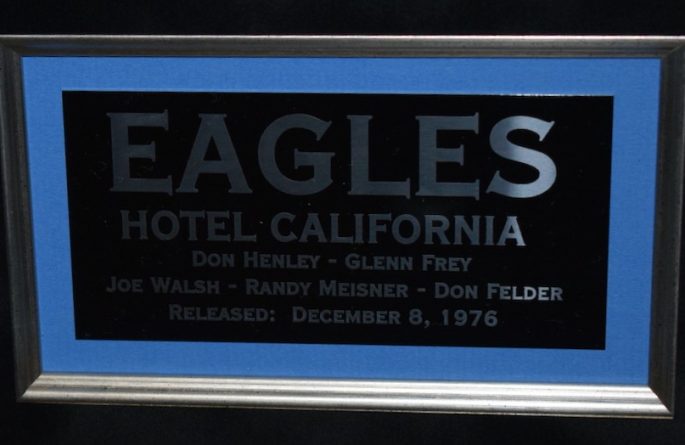 EAGLES
HOTEL CALIFORNIA
DON HENLEY - GLENN FREY
JOE WALSH - RANDY MEISNER - DON FELDER
RELEASED: DECEMBER 8, 1976